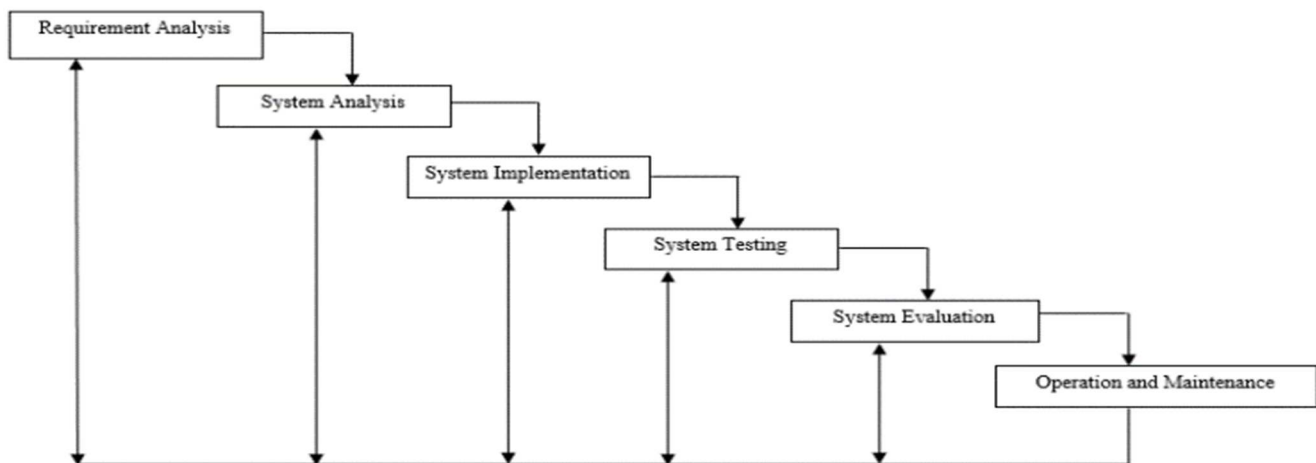 Requirement Analysis
System Analysis
System Implementation
System Testing
System Evaluation
Operation and Maintenance